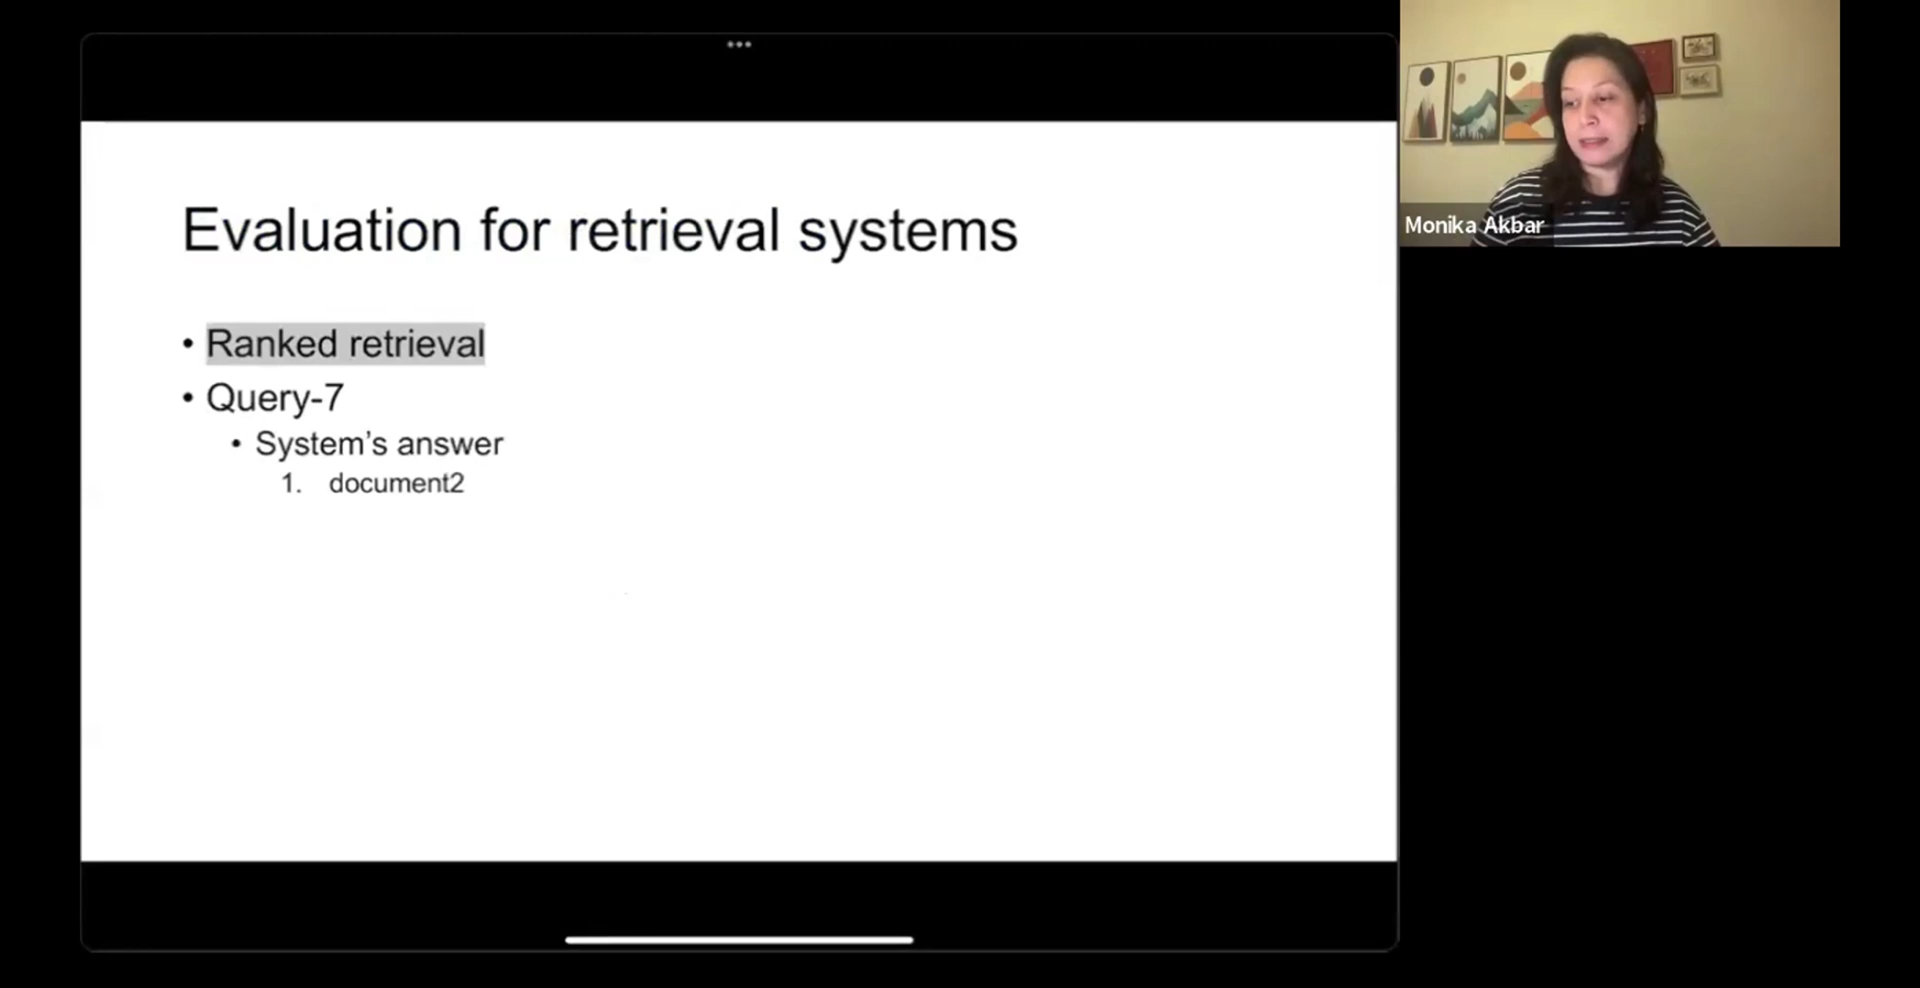 Evaluation for retrieval systems
• Ranked retrieval
• Query-7
• System’s answer
1. document2
Monika Akbar